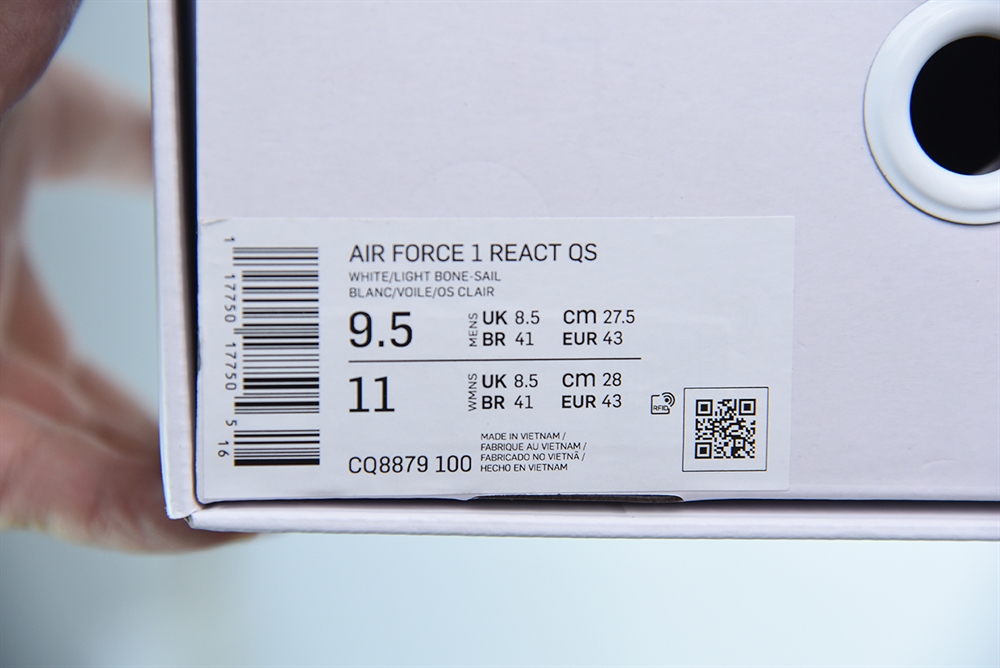 AIR FORCE 1 REACT QS
WHITE/LIGHT BONE-SAIL
BLANC/VOILE/OS CLAIR
9.5 MENS UK 8.5 cm 27.5
BR 41 EUR 43
11 WMNS UK 8.5 cm 28
BR 41 EUR 43
RFID
CQ8879 100
MADE IN VIETNAM /
FABRIQUE AU VIETNAM /
FABRICADO NO VIETNÃ /
HECHO EN VIETNAM
1 17750 17750 5 16